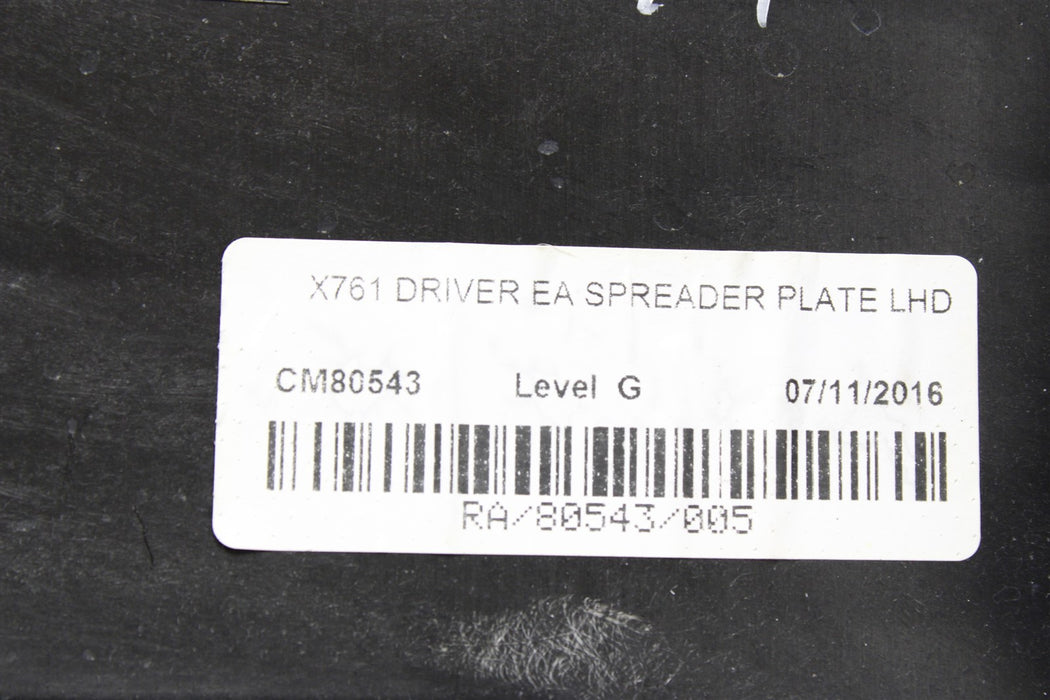 X761 DRIVER EA SPREADER PLATE LHD
CM80543 Level G 07/11/2016
RA/80543/005